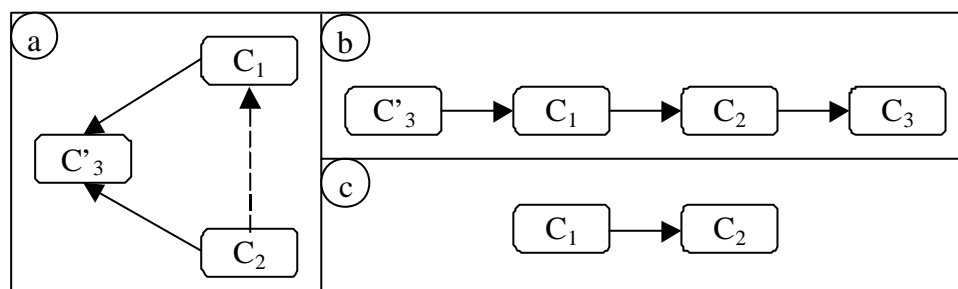 a
C₁
C'₃
C₂
b
C'₃ C₁ C₂ C₃
c
C₁ C₂